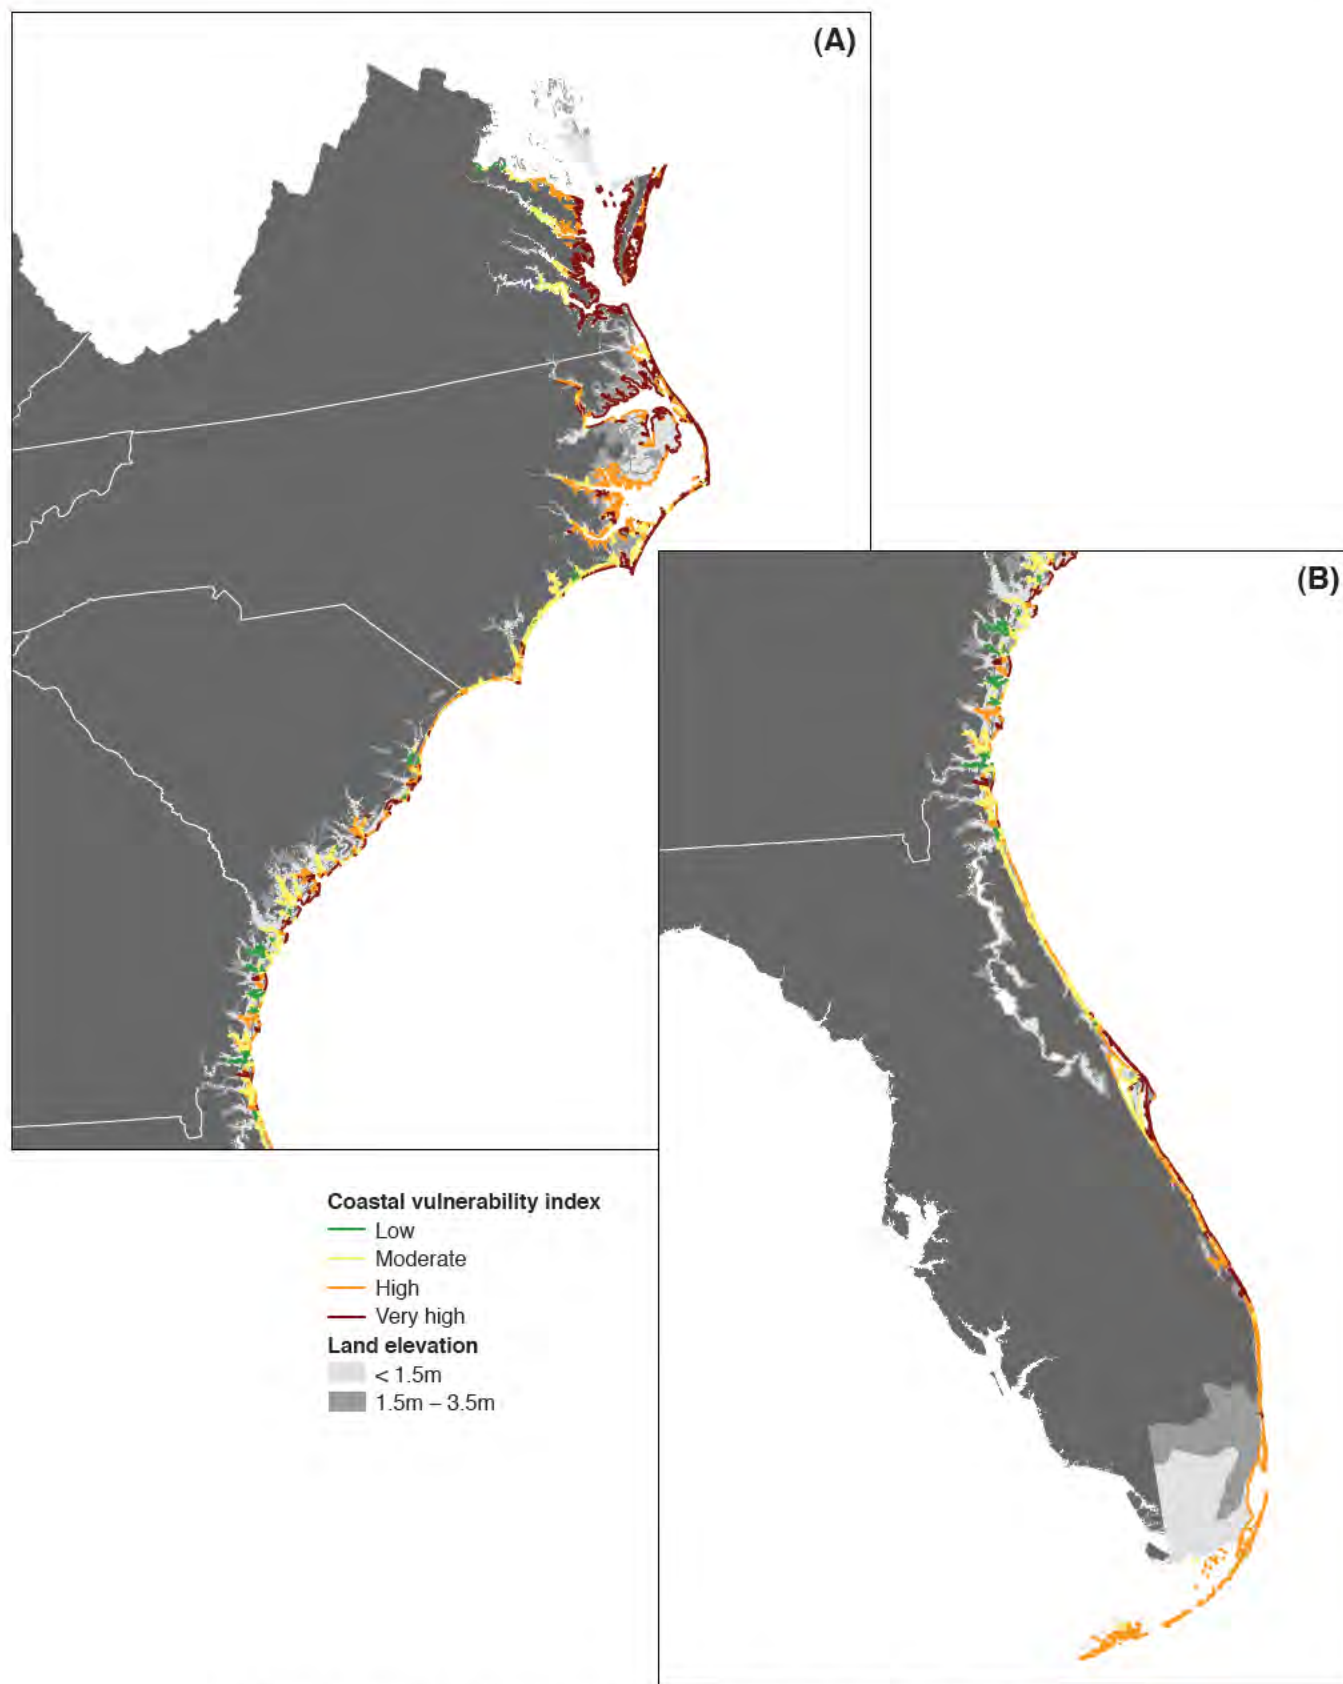 (A)
(B)
Coastal vulnerability index
Low
Moderate
High
Very high
Land elevation
< 1.5m
1.5m – 3.5m